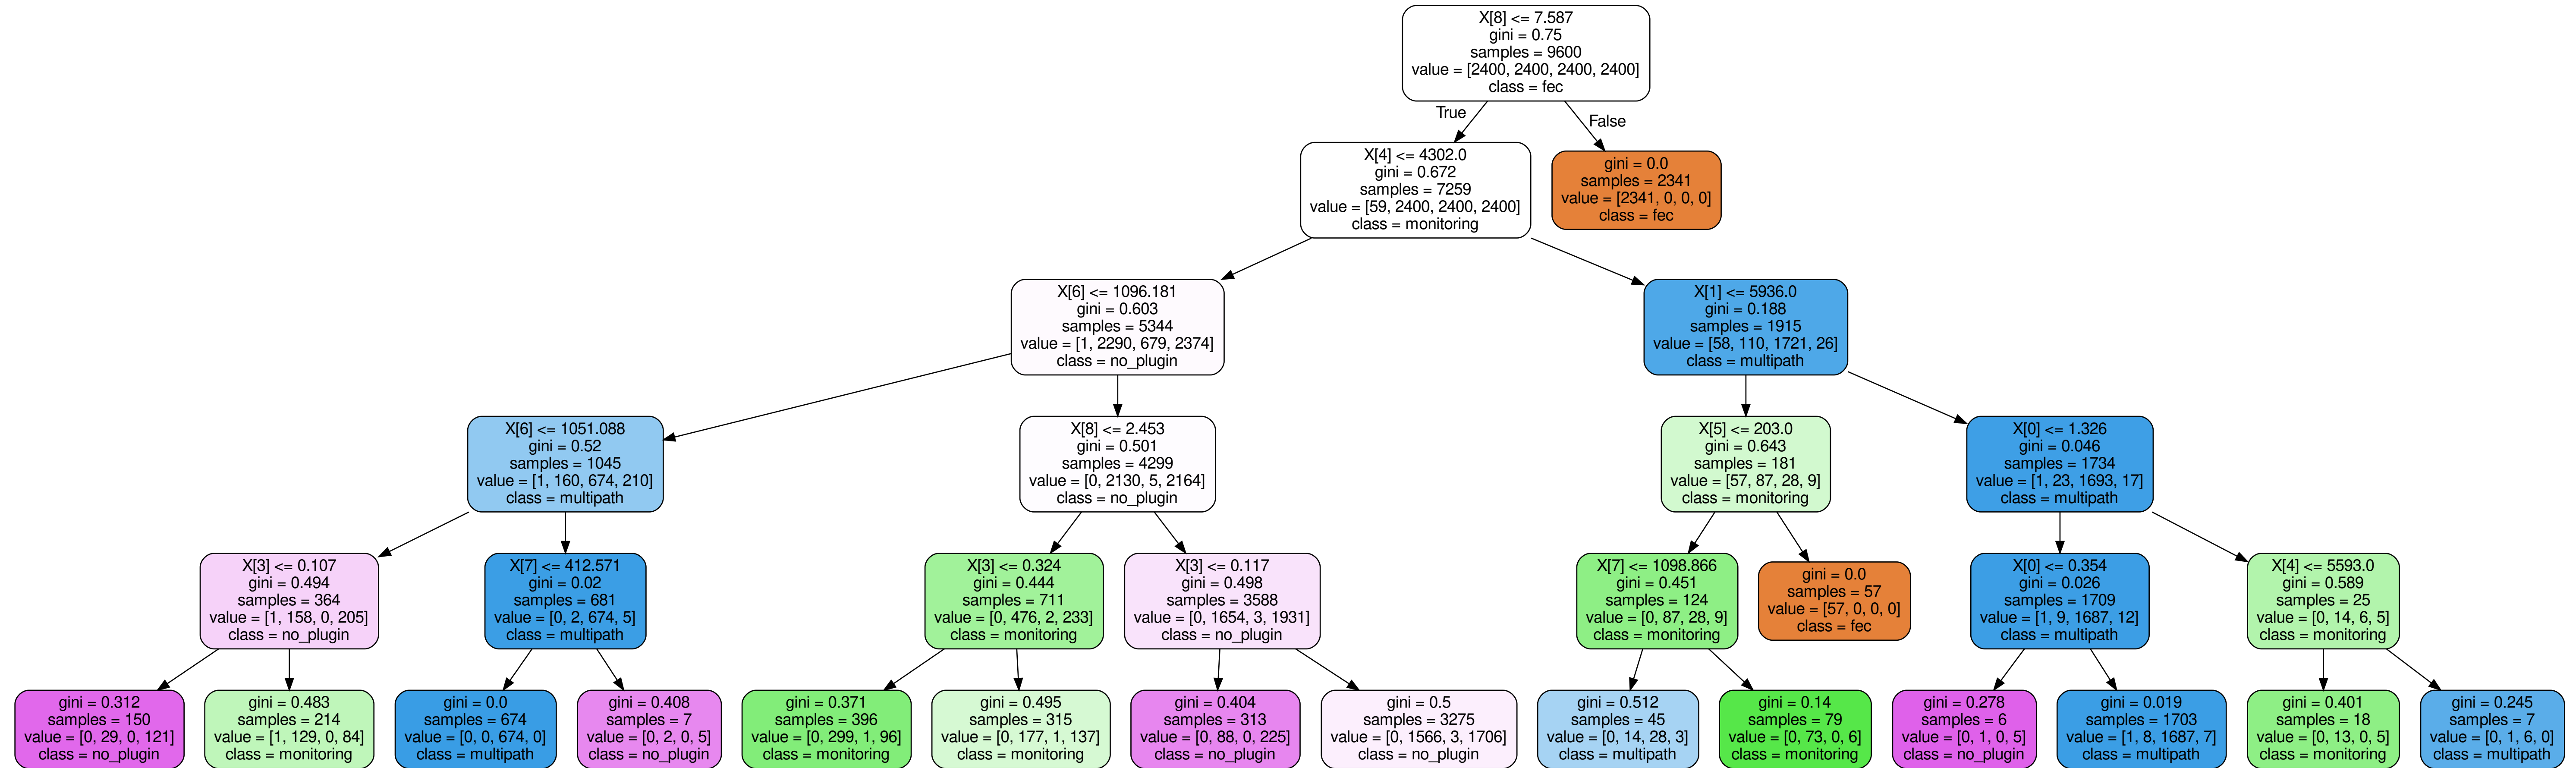 X[8] <= 7.587
gini = 0.75
samples = 9600
value = [2400, 2400, 2400, 2400]
class = fec
True
False
X[4] <= 4302.0
gini = 0.672
samples = 7259
value = [59, 2400, 2400, 2400]
class = monitoring
gini = 0.0
samples = 2341
value = [2341, 0, 0, 0]
class = fec
X[6] <= 1096.181
gini = 0.603
samples = 5344
value = [1, 2290, 679, 2374]
class = no_plugin
X[1] <= 5936.0
gini = 0.188
samples = 1915
value = [58, 110, 1721, 26]
class = multipath
X[6] <= 1051.088
gini = 0.52
samples = 1045
value = [1, 160, 674, 210]
class = multipath
X[8] <= 2.453
gini = 0.501
samples = 4299
value = [0, 2130, 5, 2164]
class = no_plugin
X[5] <= 203.0
gini = 0.643
samples = 181
value = [57, 87, 28, 9]
class = monitoring
X[0] <= 1.326
gini = 0.046
samples = 1734
value = [1, 23, 1693, 17]
class = multipath
X[3] <= 0.107
gini = 0.494
samples = 364
value = [1, 158, 0, 205]
class = no_plugin
X[7] <= 412.571
gini = 0.02
samples = 681
value = [0, 2, 674, 5]
class = multipath
X[3] <= 0.324
gini = 0.444
samples = 711
value = [0, 476, 2, 233]
class = monitoring
X[3] <= 0.117
gini = 0.498
samples = 3588
value = [0, 1654, 3, 1931]
class = no_plugin
X[7] <= 1098.866
gini = 0.451
samples = 124
value = [0, 87, 28, 9]
class = monitoring
gini = 0.0
samples = 57
value = [57, 0, 0, 0]
class = fec
X[0] <= 0.354
gini = 0.026
samples = 1709
value = [1, 9, 1687, 12]
class = multipath
X[4] <= 5593.0
gini = 0.589
samples = 25
value = [0, 14, 6, 5]
class = monitoring
gini = 0.312
samples = 150
value = [0, 29, 0, 121]
class = no_plugin
gini = 0.483
samples = 214
value = [1, 129, 0, 84]
class = monitoring
gini = 0.0
samples = 674
value = [0, 0, 674, 0]
class = multipath
gini = 0.408
samples = 7
value = [0, 2, 0, 5]
class = no_plugin
gini = 0.371
samples = 396
value = [0, 299, 1, 96]
class = monitoring
gini = 0.495
samples = 315
value = [0, 177, 1, 137]
class = monitoring
gini = 0.404
samples = 313
value = [0, 88, 0, 225]
class = no_plugin
gini = 0.5
samples = 3275
value = [0, 1566, 3, 1706]
class = no_plugin
gini = 0.512
samples = 45
value = [0, 14, 28, 3]
class = multipath
gini = 0.14
samples = 79
value = [0, 73, 0, 6]
class = monitoring
gini = 0.278
samples = 6
value = [0, 1, 0, 5]
class = no_plugin
gini = 0.019
samples = 1703
value = [1, 8, 1687, 7]
class = multipath
gini = 0.401
samples = 18
value = [0, 13, 0, 5]
class = monitoring
gini = 0.245
samples = 7
value = [0, 1, 6, 0]
class = multipath